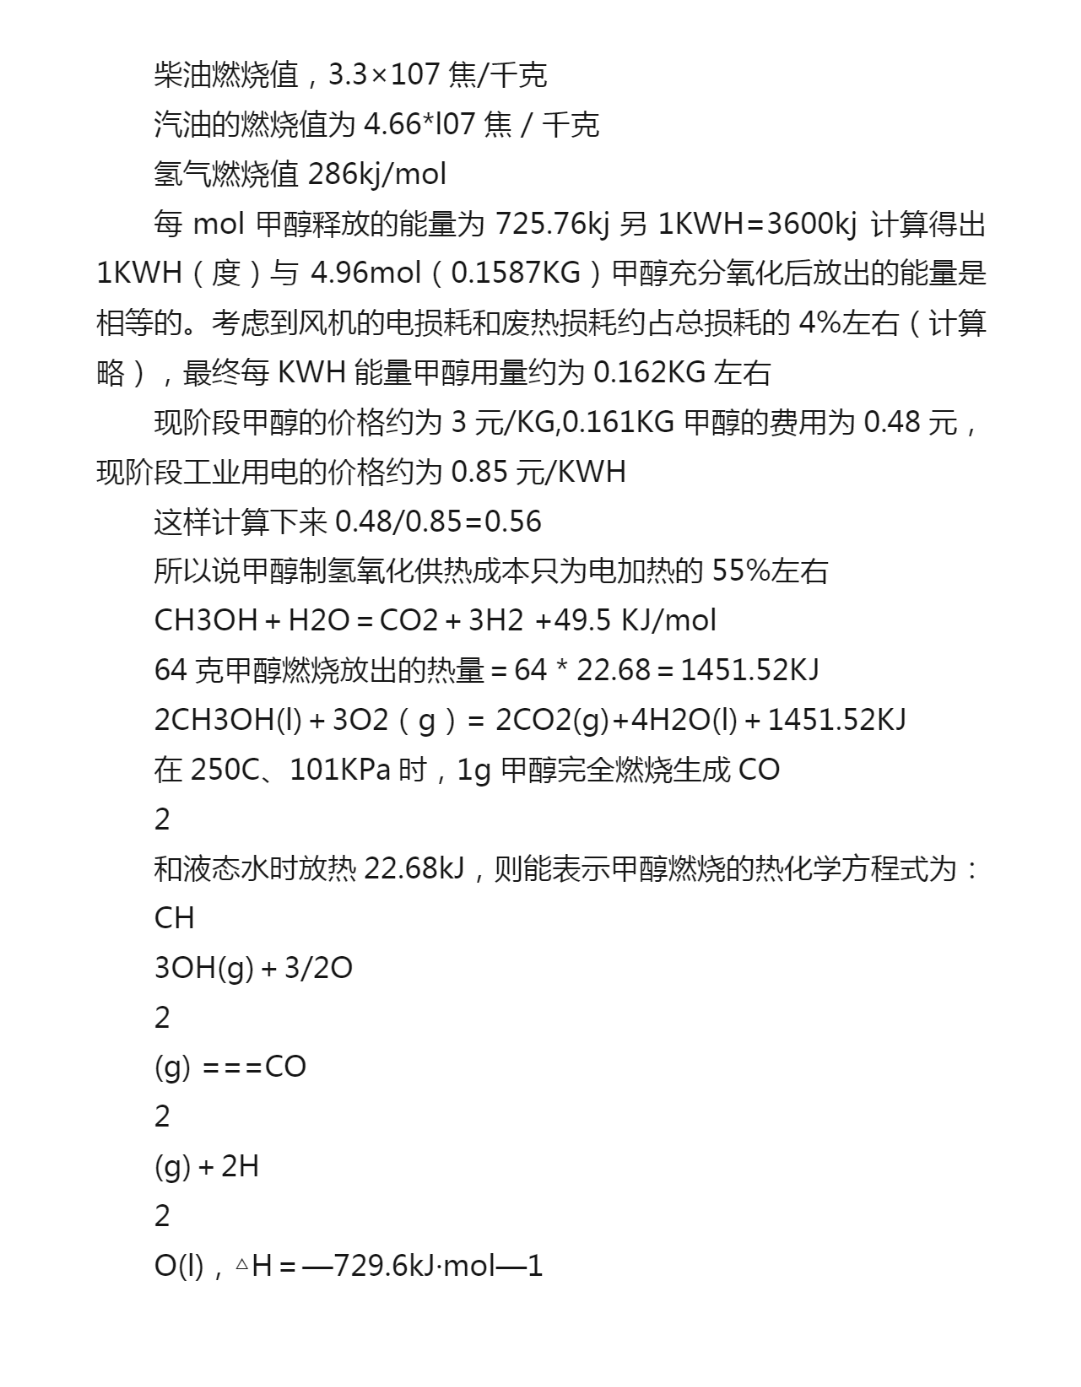 柴油燃烧值，3.3×107 焦/千克
汽油的燃烧值为 4.66*l07 焦 / 千克
氢气燃烧值 286kj/mol
每 mol 甲醇释放的能量为 725.76kj 另 1KWH=3600kj 计算得出
1KWH（度）与 4.96mol（0.1587KG）甲醇充分氧化后放出的能量是
相等的。考虑到风机的电损耗和废热损耗约占总损耗的 4%左右（计算
略），最终每 KWH 能量甲醇用量约为 0.162KG 左右
现阶段甲醇的价格约为 3 元/KG,0.161KG 甲醇的费用为 0.48 元，
现阶段工业用电的价格约为 0.85 元/KWH
这样计算下来 0.48/0.85=0.56
所以说甲醇制氢氧化供热成本只为电加热的 55%左右
CH3OH + H2O = CO2 + 3H2 +49.5 KJ/mol
64 克甲醇燃烧放出的热量 = 64 * 22.68 = 1451.52KJ
2CH3OH(l) + 3O2（g）= 2CO2(g)+4H2O(l) + 1451.52KJ
在 250C、101KPa 时，1g 甲醇完全燃烧生成 CO
2
和液态水时放热 22.68kJ，则能表示甲醇燃烧的热化学方程式为：
CH
3OH(g) + 3/2O
2
(g) ===CO
2
(g) + 2H
2
O(l)，△H = —729.6kJ·mol—1